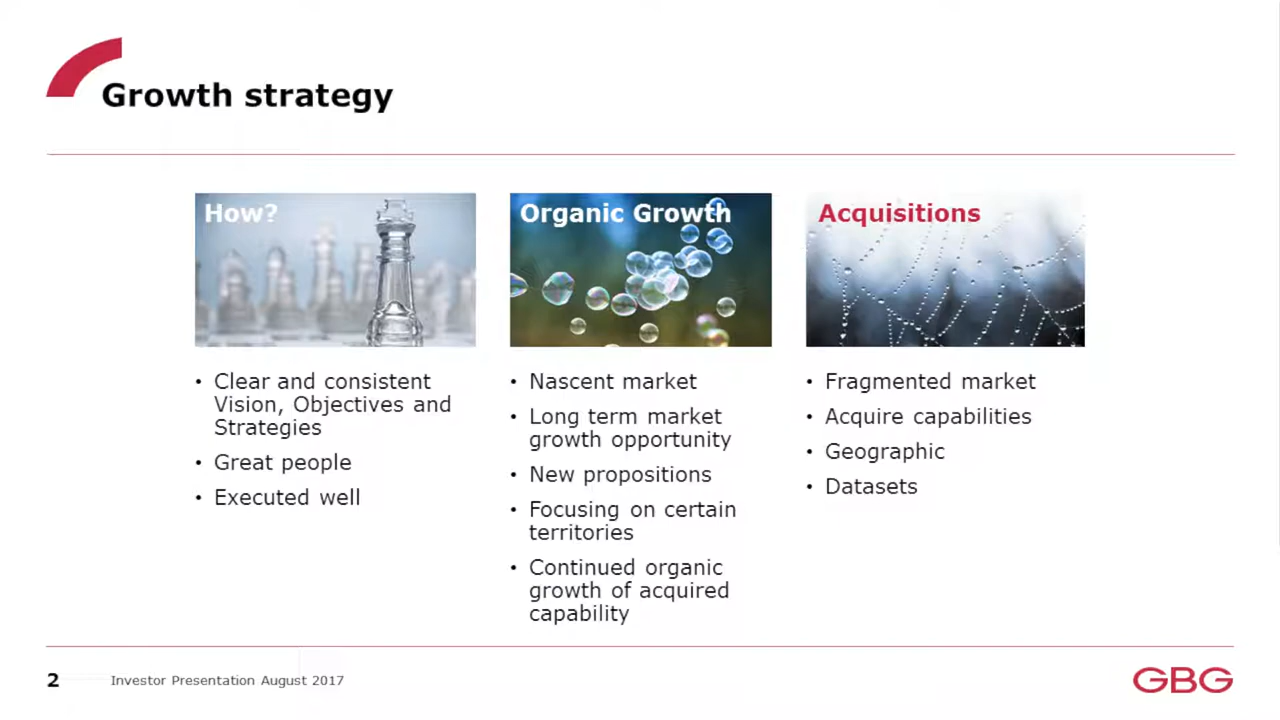 Growth strategy
How?
• Clear and consistent
Vision, Objectives and
Strategies
• Great people
• Executed well
Organic Growth
• Nascent market
• Long term market
growth opportunity
• New propositions
• Focusing on certain
territories
• Continued organic
growth of acquired
capability
Acquisitions
• Fragmented market
• Acquire capabilities
• Geographic
• Datasets
2 Investor Presentation August 2017
GBG